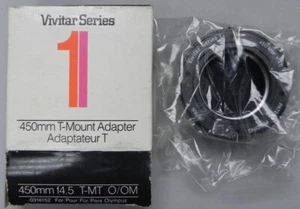 Vivitar Series
1
450mm T-Mount Adapter
Adaptateur T
450mm f4.5 T-MT O/OM
For Pour Für Para Olympus